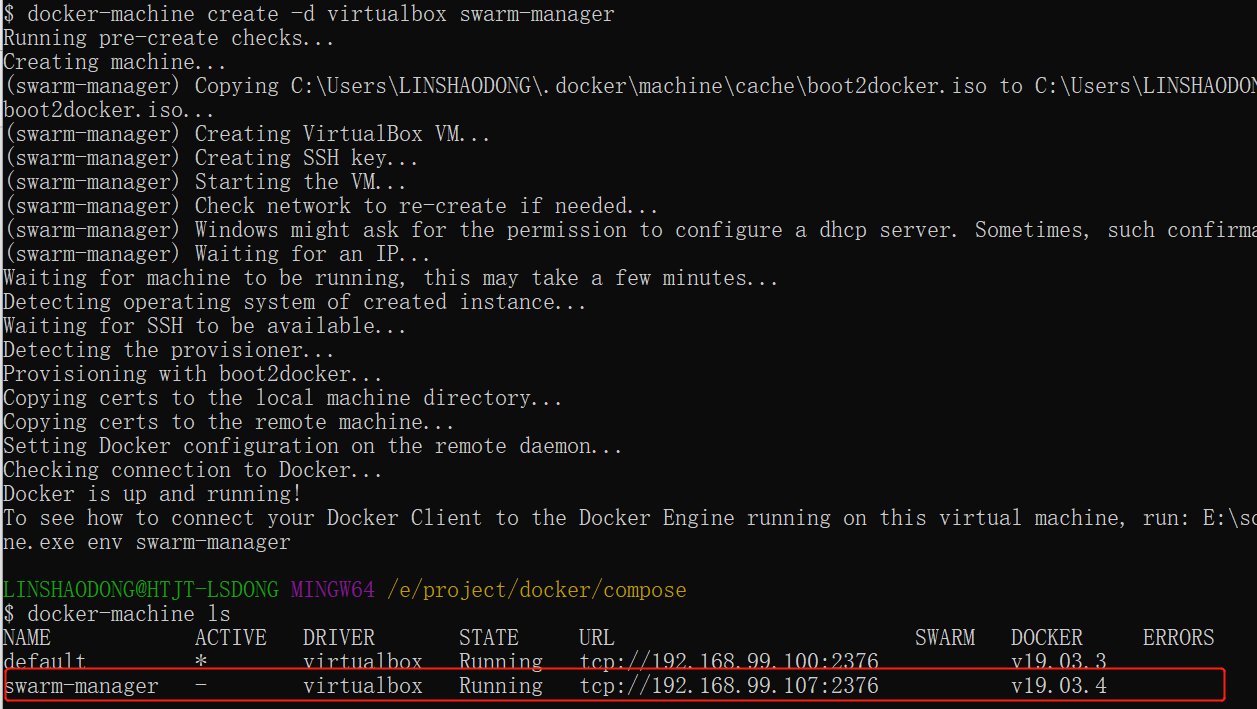 $ docker-machine create -d virtualbox swarm-manager
Running pre-create checks...
Creating machine...
(swarm-manager) Copying C:\Users\LINSHAODONG\.docker\machine\cache\boot2docker.iso to C:\Users\LINSHAODON
boot2docker.iso...
(swarm-manager) Creating VirtualBox VM...
(swarm-manager) Creating SSH key...
(swarm-manager) Starting the VM...
(swarm-manager) Check network to re-create if needed...
(swarm-manager) Windows might ask for the permission to configure a dhcp server. Sometimes, such confirma
(swarm-manager) Waiting for an IP...
Waiting for machine to be running, this may take a few minutes...
Detecting operating system of created instance...
Waiting for SSH to be available...
Detecting the provisioner...
Provisioning with boot2docker...
Copying certs to the local machine directory...
Copying certs to the remote machine...
Setting Docker configuration on the remote daemon...
Checking connection to Docker...
Docker is up and running!
To see how to connect your Docker Client to the Docker Engine running on this virtual machine, run: E:\so
ne.exe env swarm-manager
LINSHAODONG@HTJT-LSDONG MINGW64 /e/project/docker/compose
$ docker-machine ls
NAME ACTIVE DRIVER STATE URL SWARM DOCKER ERRORS
default * virtualbox Running tcp://192.168.99.100:2376 v19.03.3
swarm-manager - virtualbox Running tcp://192.168.99.107:2376 v19.03.4